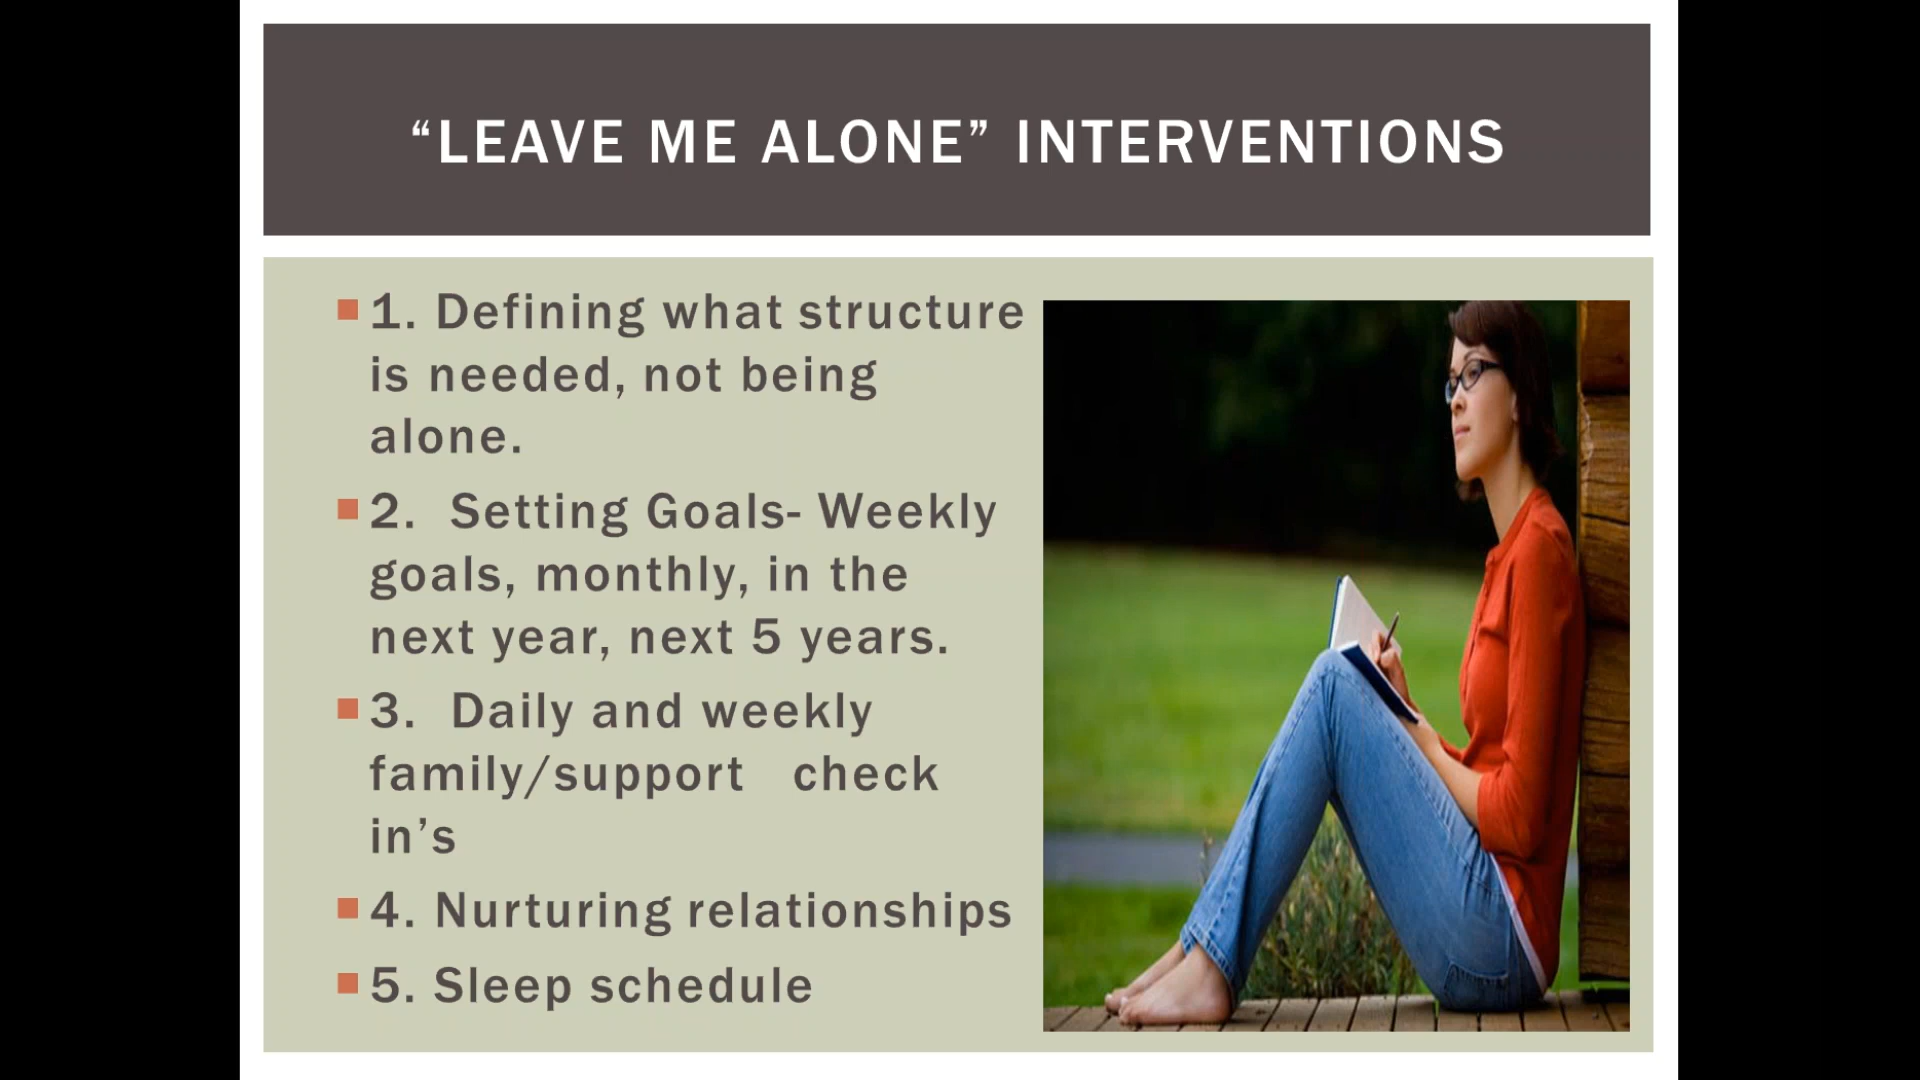 “LEAVE ME ALONE” INTERVENTIONS
1. Defining what structure
is needed, not being
alone.
2.  Setting Goals- Weekly
goals, monthly, in the
next year, next 5 years.
3.  Daily and weekly
family/support   check
in’s
4. Nurturing relationships
5. Sleep schedule